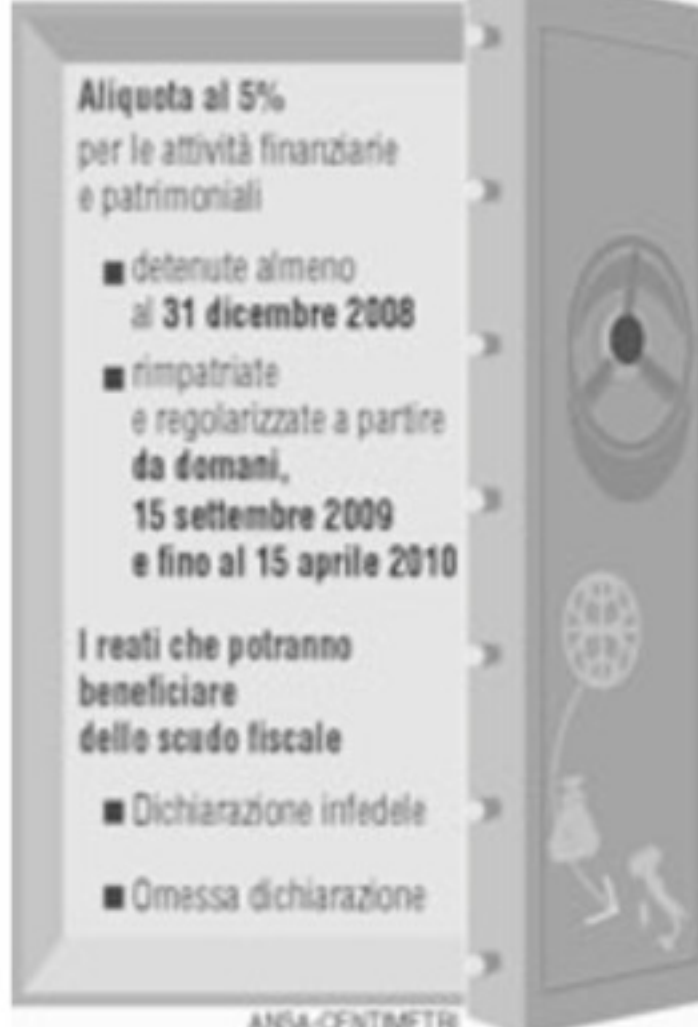 Aliquota al 5%
per le attività finanziarie
e patrimoniali
■ detenute almeno
al 31 dicembre 2008
■ rimpatriate
e regolarizzate a partire
da domani,
15 settembre 2009
e fino al 15 aprile 2010
I reati che potranno
beneficiare
dello scudo fiscale
■ Dichiarazione infedele
■ Omessa dichiarazione
ANSA-CENTIMETRI